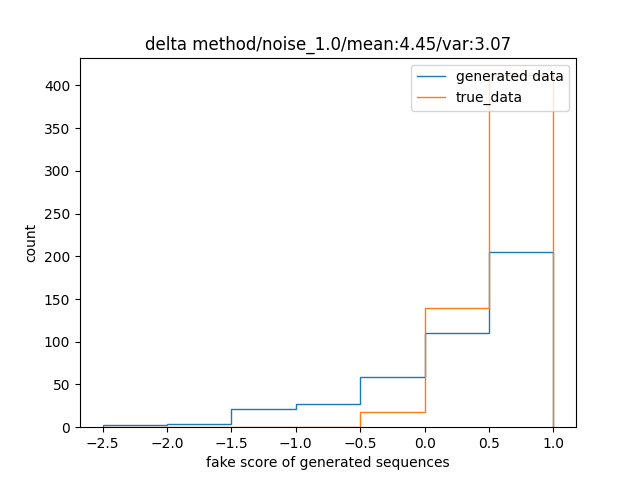 delta method/noise_1.0/mean:4.45/var:3.07
generated data
true_data
400
350
300
250
200
150
100
50
0
count
−2.5 −2.0 −1.5 −1.0 −0.5 0.0 0.5 1.0
fake score of generated sequences